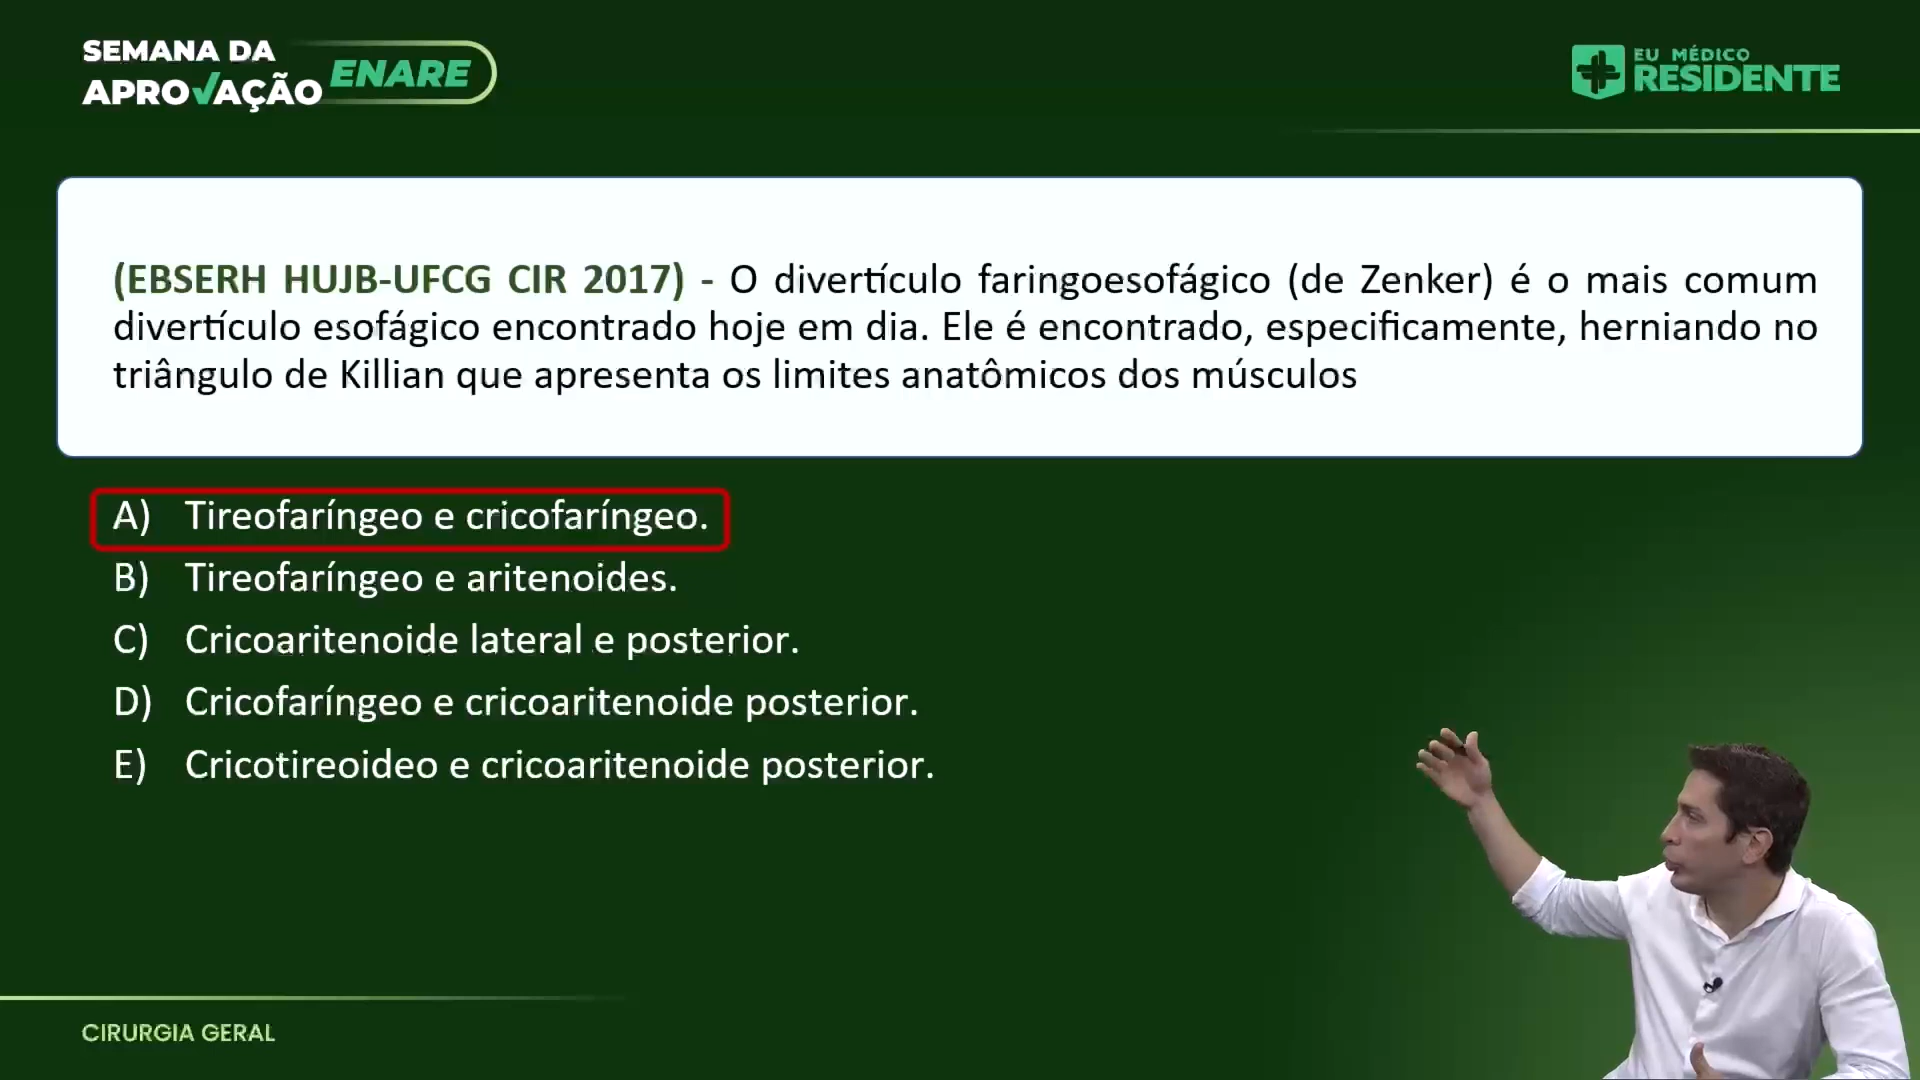 SEMANA DA
APROVAÇÃO ENARE
EU MÉDICO
RESIDENTE
(EBSERH HUJB-UFCG CIR 2017) - O divertículo faringoesofágico (de Zenker) é o mais comum
divertículo esofágico encontrado hoje em dia. Ele é encontrado, especificamente, herniando no
triângulo de Killian que apresenta os limites anatômicos dos músculos
A) Tireofaríngeo e cricofaríngeo.
B) Tireofaríngeo e aritenoides.
C) Cricoaritenoide lateral e posterior.
D) Cricofaríngeo e cricoaritenoide posterior.
E) Cricotireoideo e cricoaritenoide posterior.
CIRURGIA GERAL